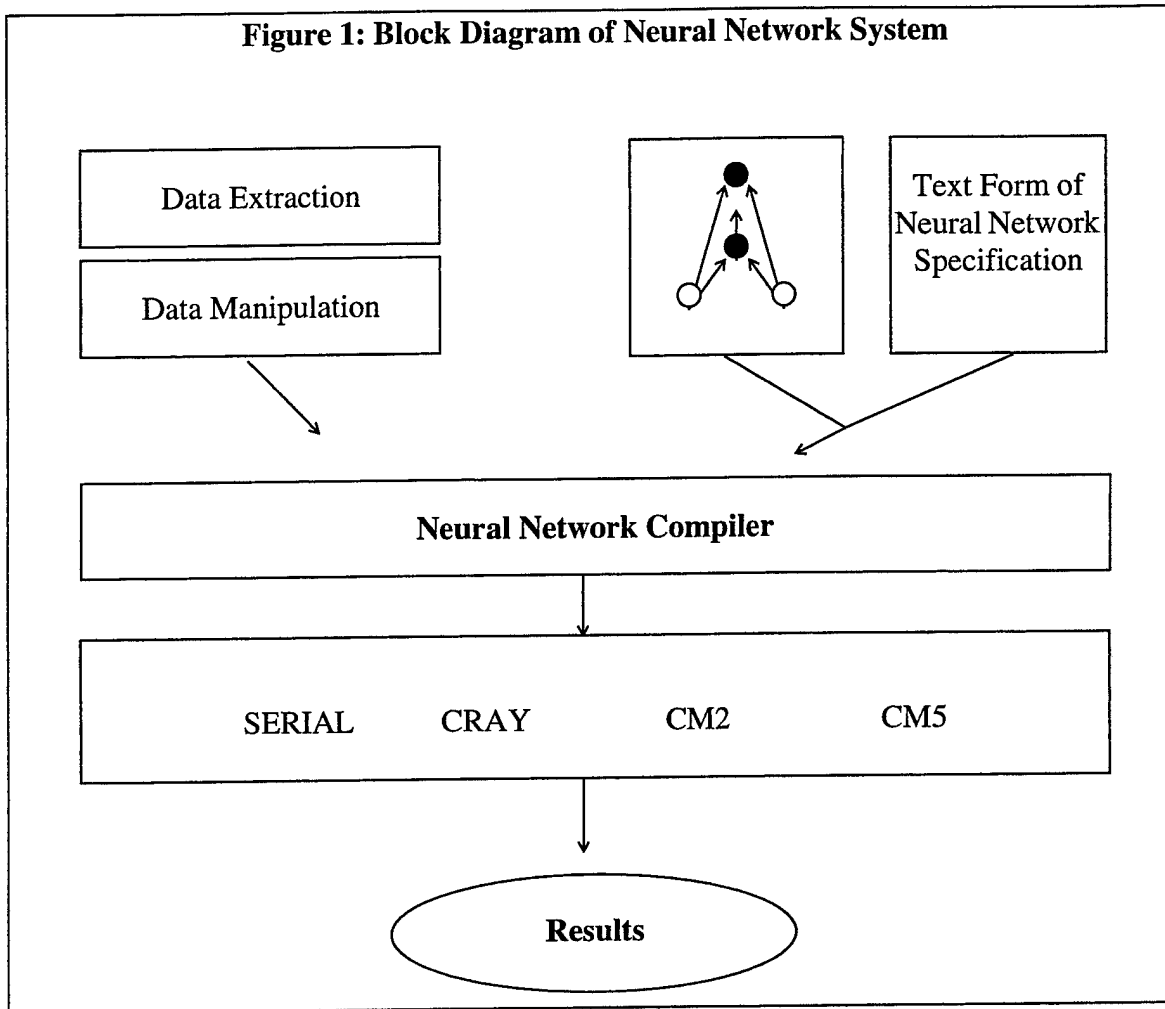 Figure 1: Block Diagram of Neural Network System
Data Extraction
Data Manipulation
Text Form of
Neural Network
Specification
Neural Network Compiler
SERIAL CRAY CM2 CM5
Results